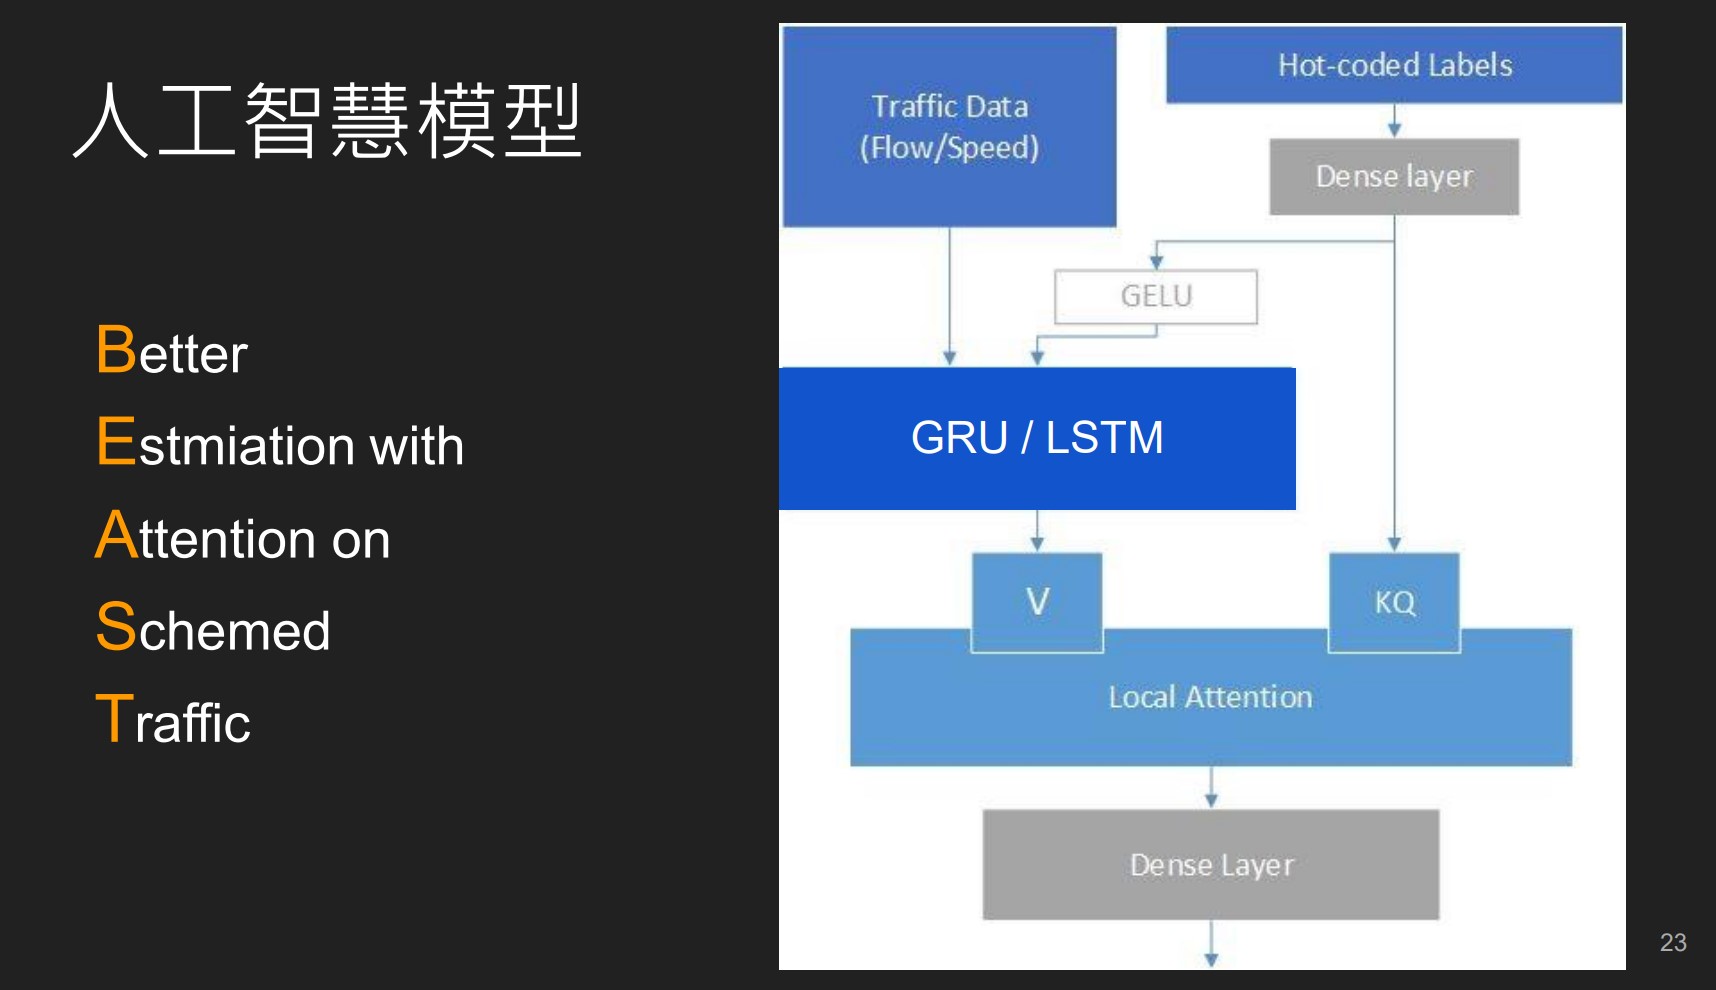 人工智慧模型
Better
Estmiation with
Attention on
Schemed
Traffic
Traffic Data
(Flow/Speed)
Hot-coded Labels
Dense layer
GELU
GRU / LSTM
V
KQ
Local Attention
Dense Layer
23